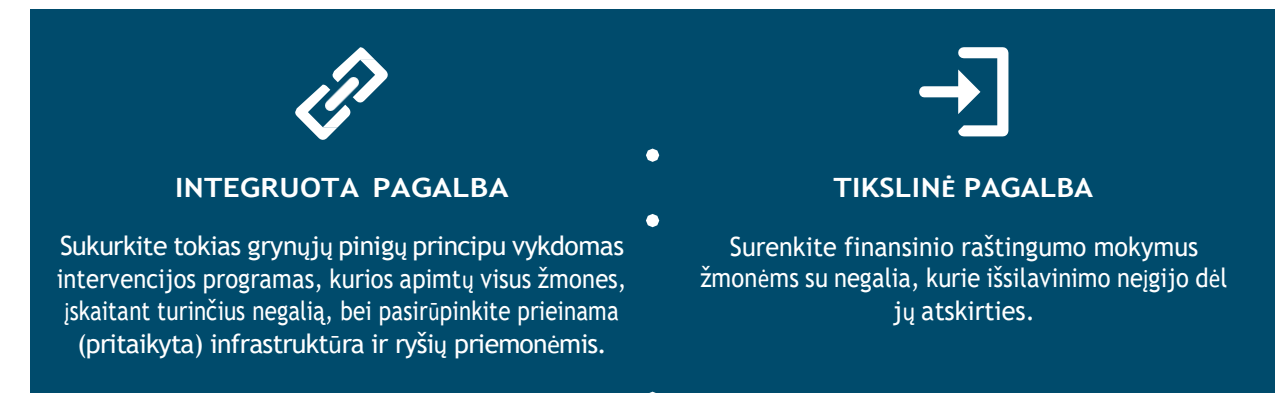 INTEGRUOTA PAGALBA
Sukurkite tokias grynųjų pinigų principu vykdomas
intervencijos programas, kurios apimtų visus žmones,
įskaitant turinčius negalią, bei pasirūpinkite prieinama
(pritaikyta) infrastruktūra ir ryšių priemonėmis.
TIKSLINĖ PAGALBA
Surenkite finansinio raštingumo mokymus
žmonėms su negalia, kurie išsilavinimo neįgijo dėl
jų atskirties.